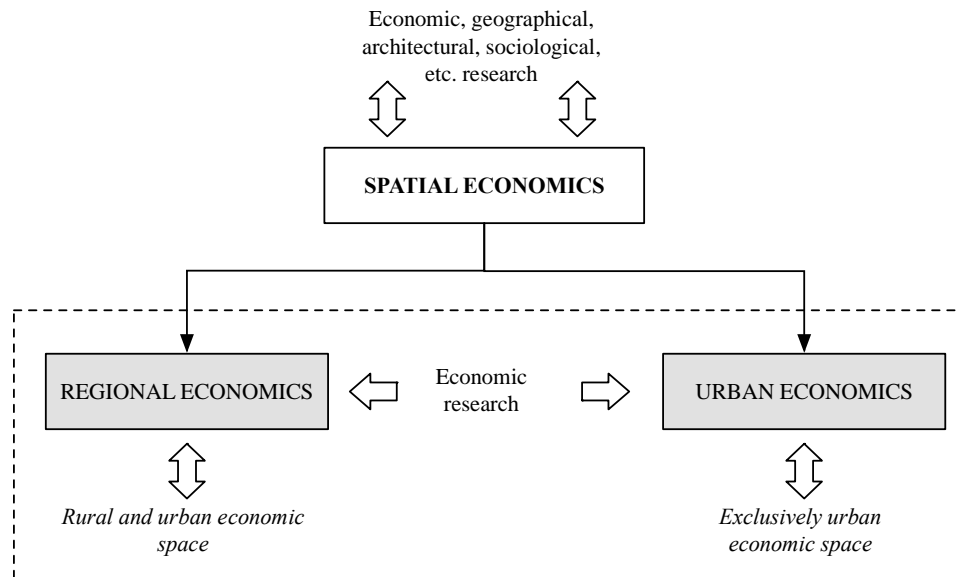 Economic, geographical,
architectural, sociological,
etc. research
SPATIAL ECONOMICS
REGIONAL ECONOMICS
Economic
research
URBAN ECONOMICS
Rural and urban economic
space
Exclusively urban
economic space